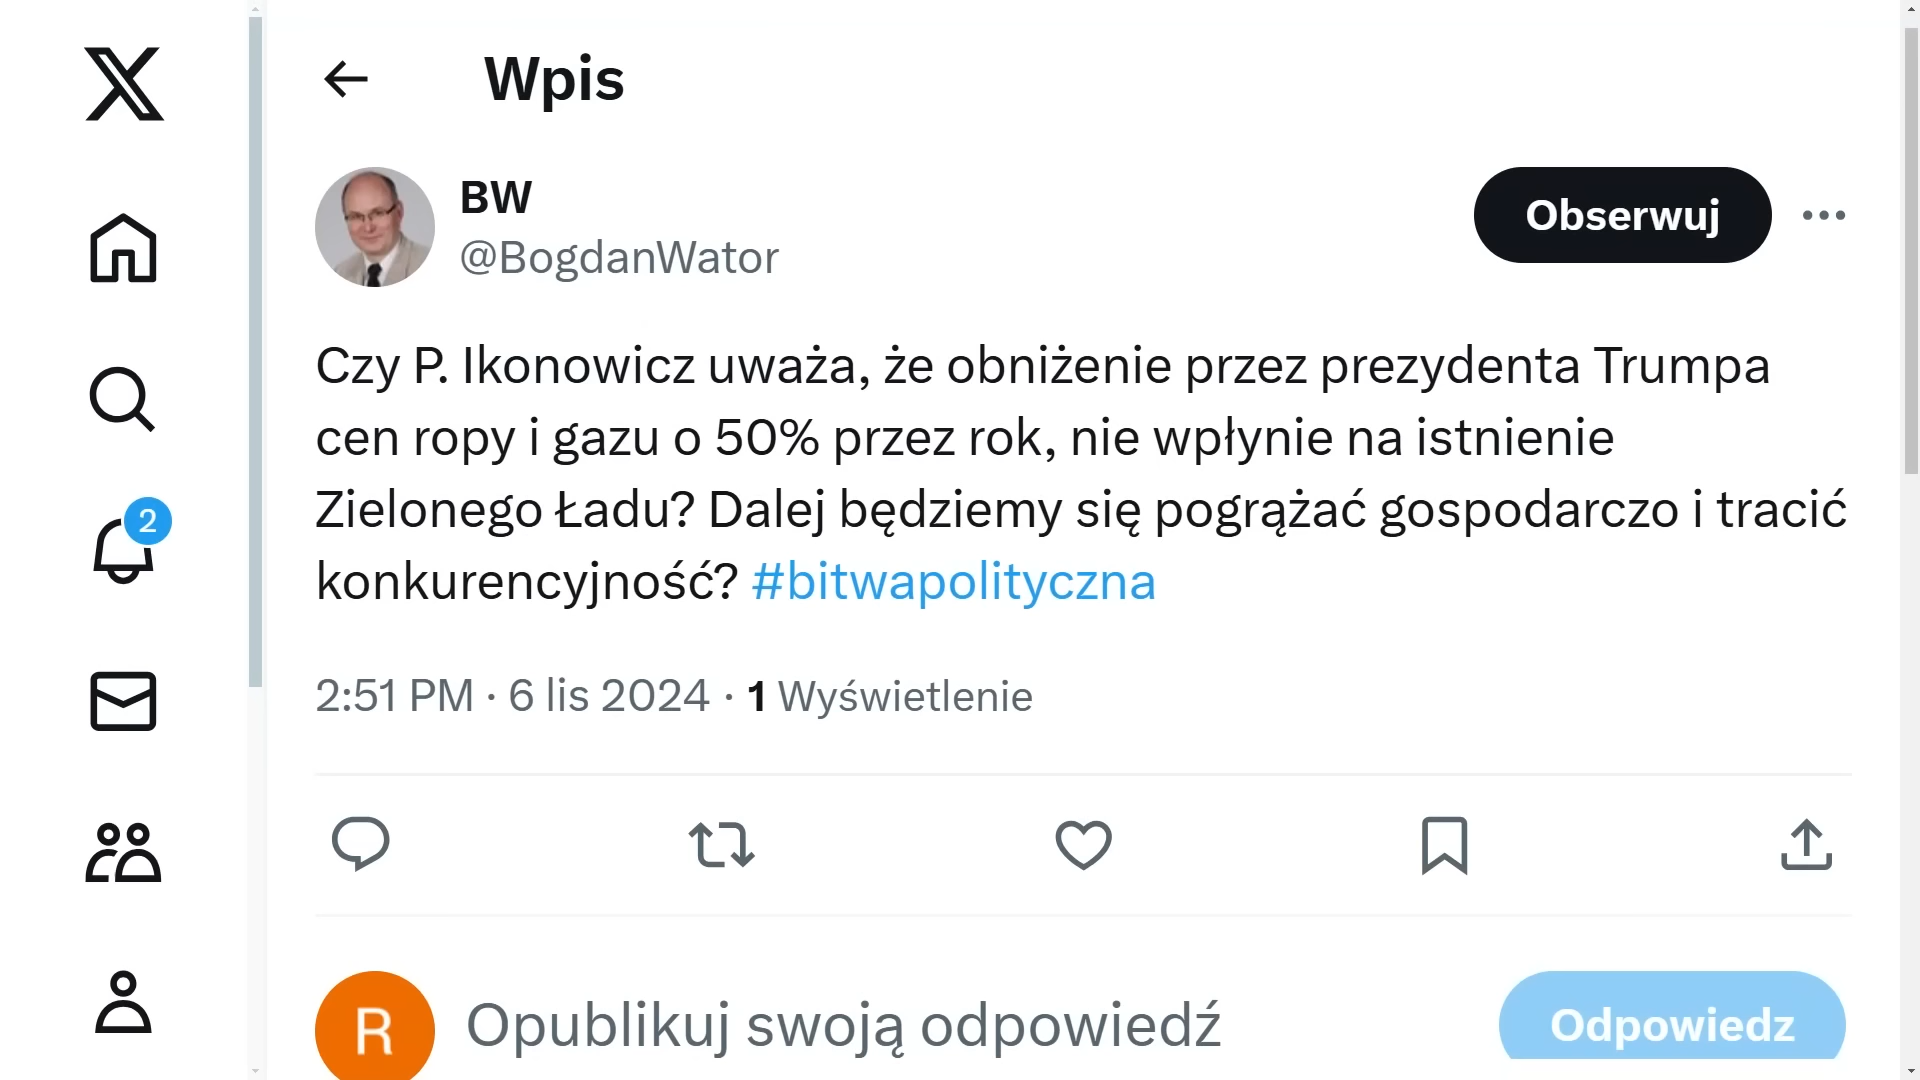 Wpis
BW
@BogdanWator
Obserwuj
Czy P. Ikonowicz uważa, że obniżenie przez prezydenta Trumpa
cen ropy i gazu o 50% przez rok, nie wpłynie na istnienie
Zielonego Ładu? Dalej będziemy się pogrążać gospodarczo i tracić
konkurencyjność? #bitwapolityczna
2:51 PM · 6 lis 2024 · 1 Wyświetlenie
2
R
Opublikuj swoją odpowiedź
Odpowiedz